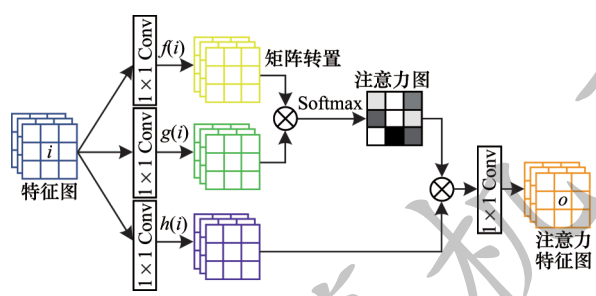 1×1 Conv
f(i)
矩阵转置
注意力图
Softmax
i
特征图
1×1 Conv
g(i)
1×1 Conv
h(i)
1×1 Conv
o
注意力
特征图
机